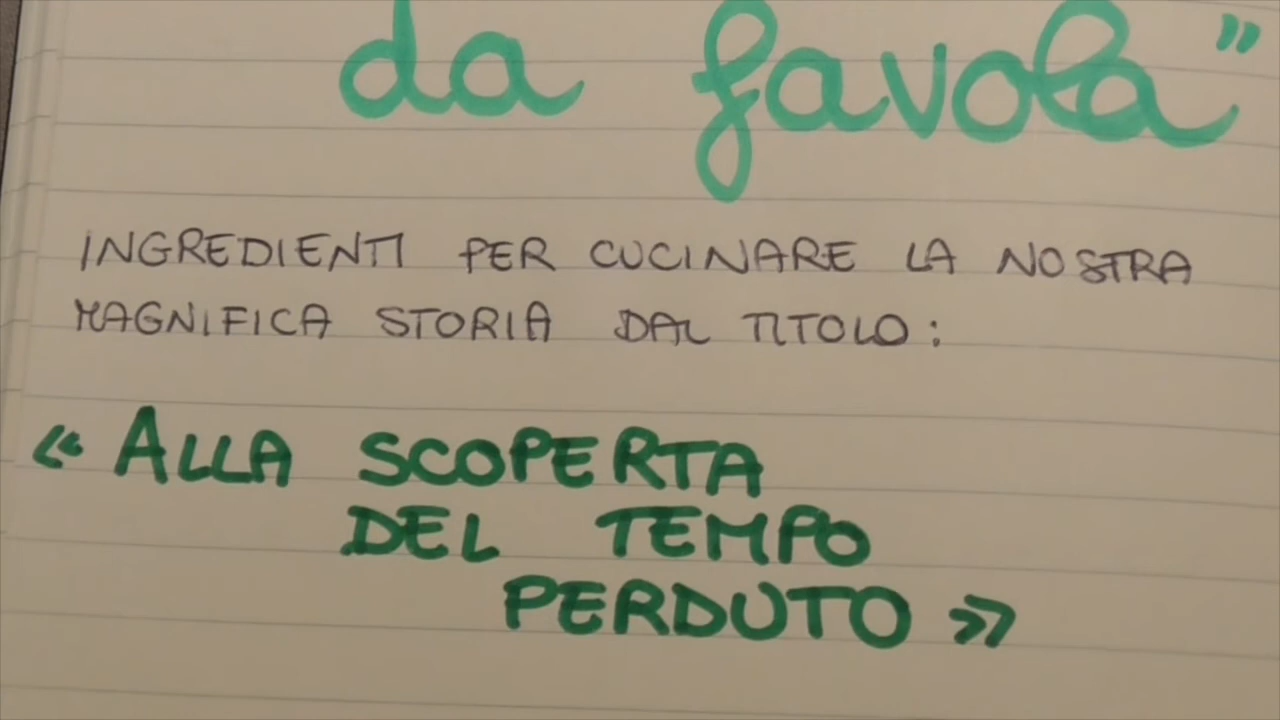 da favola”
INGREDIENTI PER CUCINARE LA NOSTRA
MAGNIFICA STORIA DAL TITOLO:
« ALLA SCOPERTA
DEL TEMPO
PERDUTO »